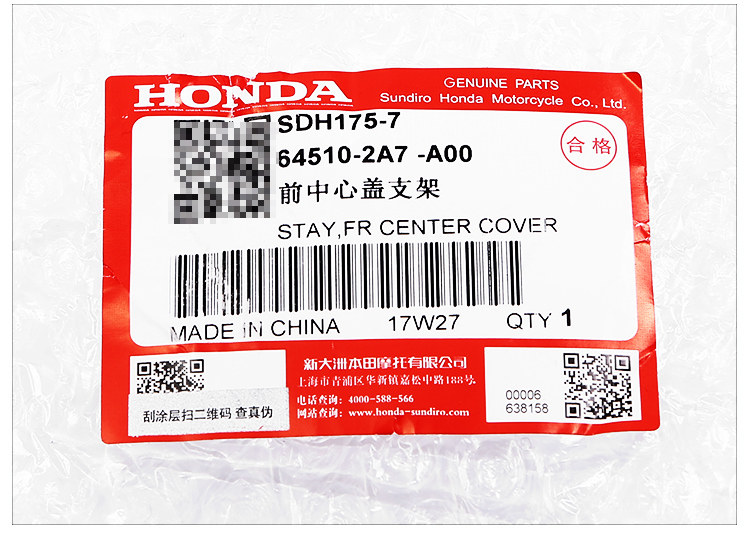 HONDA
GENUINE PARTS
Sundiro Honda Motorcycle Co., Ltd.
SDH175-7
64510-2A7 -A00
合格
前中心盖支架
STAY,FR CENTER COVER
MADE IN CHINA 17W27 QTY 1
新大洲本田摩托有限公司
上海市青浦区华新镇嘉松中路188号
电话查询: 4000-588-566
网站查询: www.honda-sundiro.com
刮涂层扫二维码 查真伪
00006
638158